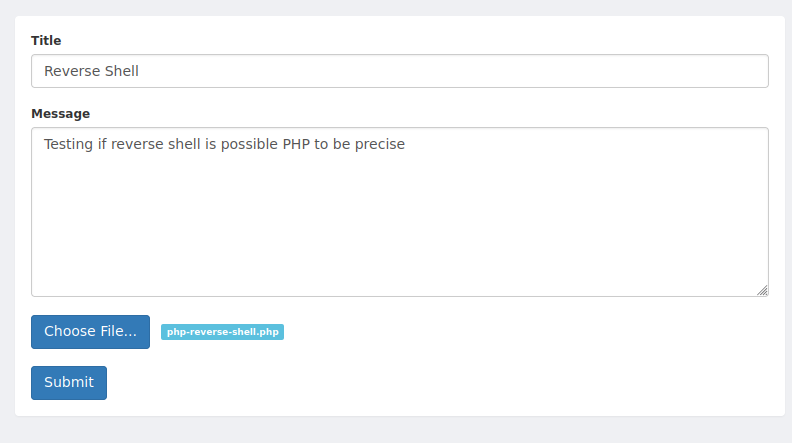 Title
Reverse Shell
Message
Testing if reverse shell is possible PHP to be precise
Choose File...
php-reverse-shell.php
Submit